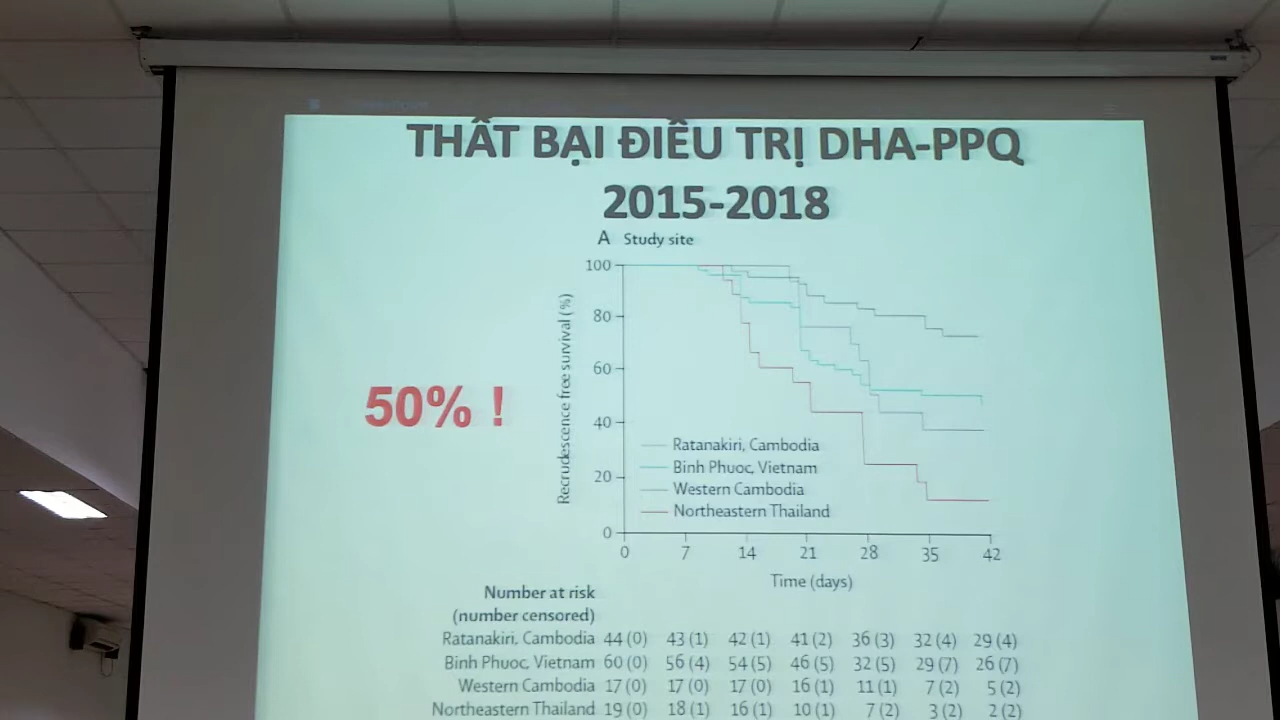 THẤT BẠI ĐIỀU TRỊ DHA-PPQ
2015-2018
A Study site
50% !
Recrudescence free survival (%)
100
80
60
40
20
0
Ratanakiri, Cambodia
Binh Phuoc, Vietnam
Western Cambodia
Northeastern Thailand
0 7 14 21 28 35 42
Time (days)
Number at risk
(number censored)
Ratanakiri, Cambodia 44 (0) 43 (1) 42 (1) 41 (2) 36 (3) 32 (4) 29 (4)
Binh Phuoc, Vietnam 60 (0) 56 (4) 54 (5) 46 (5) 32 (5) 29 (7) 26 (7)
Western Cambodia 17 (0) 17 (0) 17 (0) 16 (1) 11 (1) 7 (2) 5 (2)
Northeastern Thailand 19 (0) 18 (1) 16 (1) 10 (1) 7 (2) 3 (2) 2 (2)